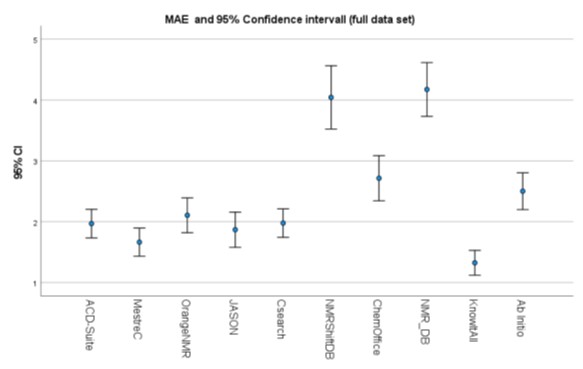 MAE and 95% Confidence intervall (full data set)
5
4
3
2
1
95% CI
ACD-Suite
MestreC
OrangeNMR
JASON
Csearch
NMRShiftDB
ChemOffice
NMR_DB
KnowItAll
Ab Initio